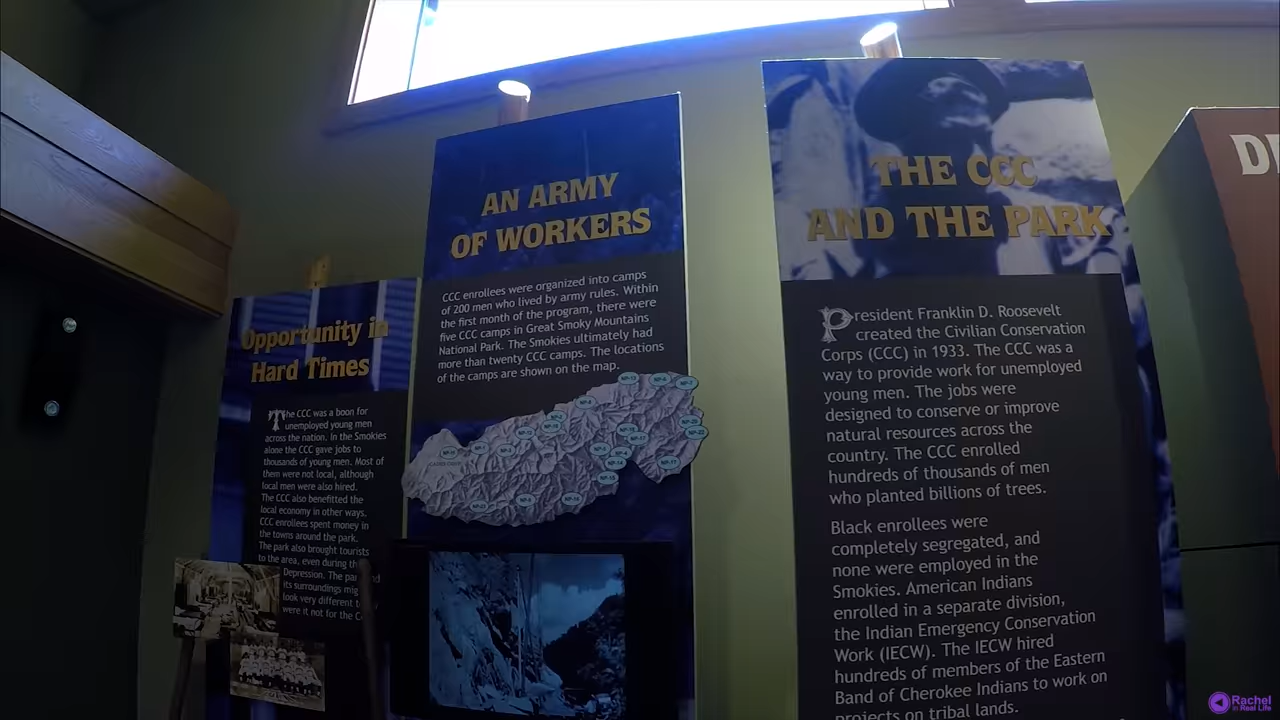 Opportunity in
Hard Times
The CCC was a boon for
unemployed young men
across the nation. In the Smokies
alone the CCC gave jobs to
thousands of young men. Most of
them were not local, although
local men were also hired.
The CCC also benefitted the
local economy in other ways.
CCC enrollees spent money in
the towns around the park.
The park also brought tourists
to the area, even during
Depression. The
its surroundings
look very different
were it not for the
AN ARMY
OF WORKERS
CCC enrollees were organized into camps
of 200 men who lived by army rules. Within
the first month of the program, there were
five CCC camps in Great Smoky Mountains
National Park. The Smokies ultimately had
more than twenty CCC camps. The locations
of the camps are shown on the map.
THE CCC
AND THE PARK
President Franklin D. Roosevelt
created the Civilian Conservation
Corps (CCC) in 1933. The CCC was a
way to provide work for unemployed
young men. The jobs were
designed to conserve or improve
natural resources across the
country. The CCC enrolled
hundreds of thousands of men
who planted billions of trees.
Black enrollees were
completely segregated, and
none were employed in the
Smokies. American Indians
enrolled in a separate division,
the Indian Emergency Conservation
Work (IECW). The IECW hired
hundreds of members of the Eastern
Band of Cherokee Indians to work on
projects on tribal lands.
Rachel
in Real Life